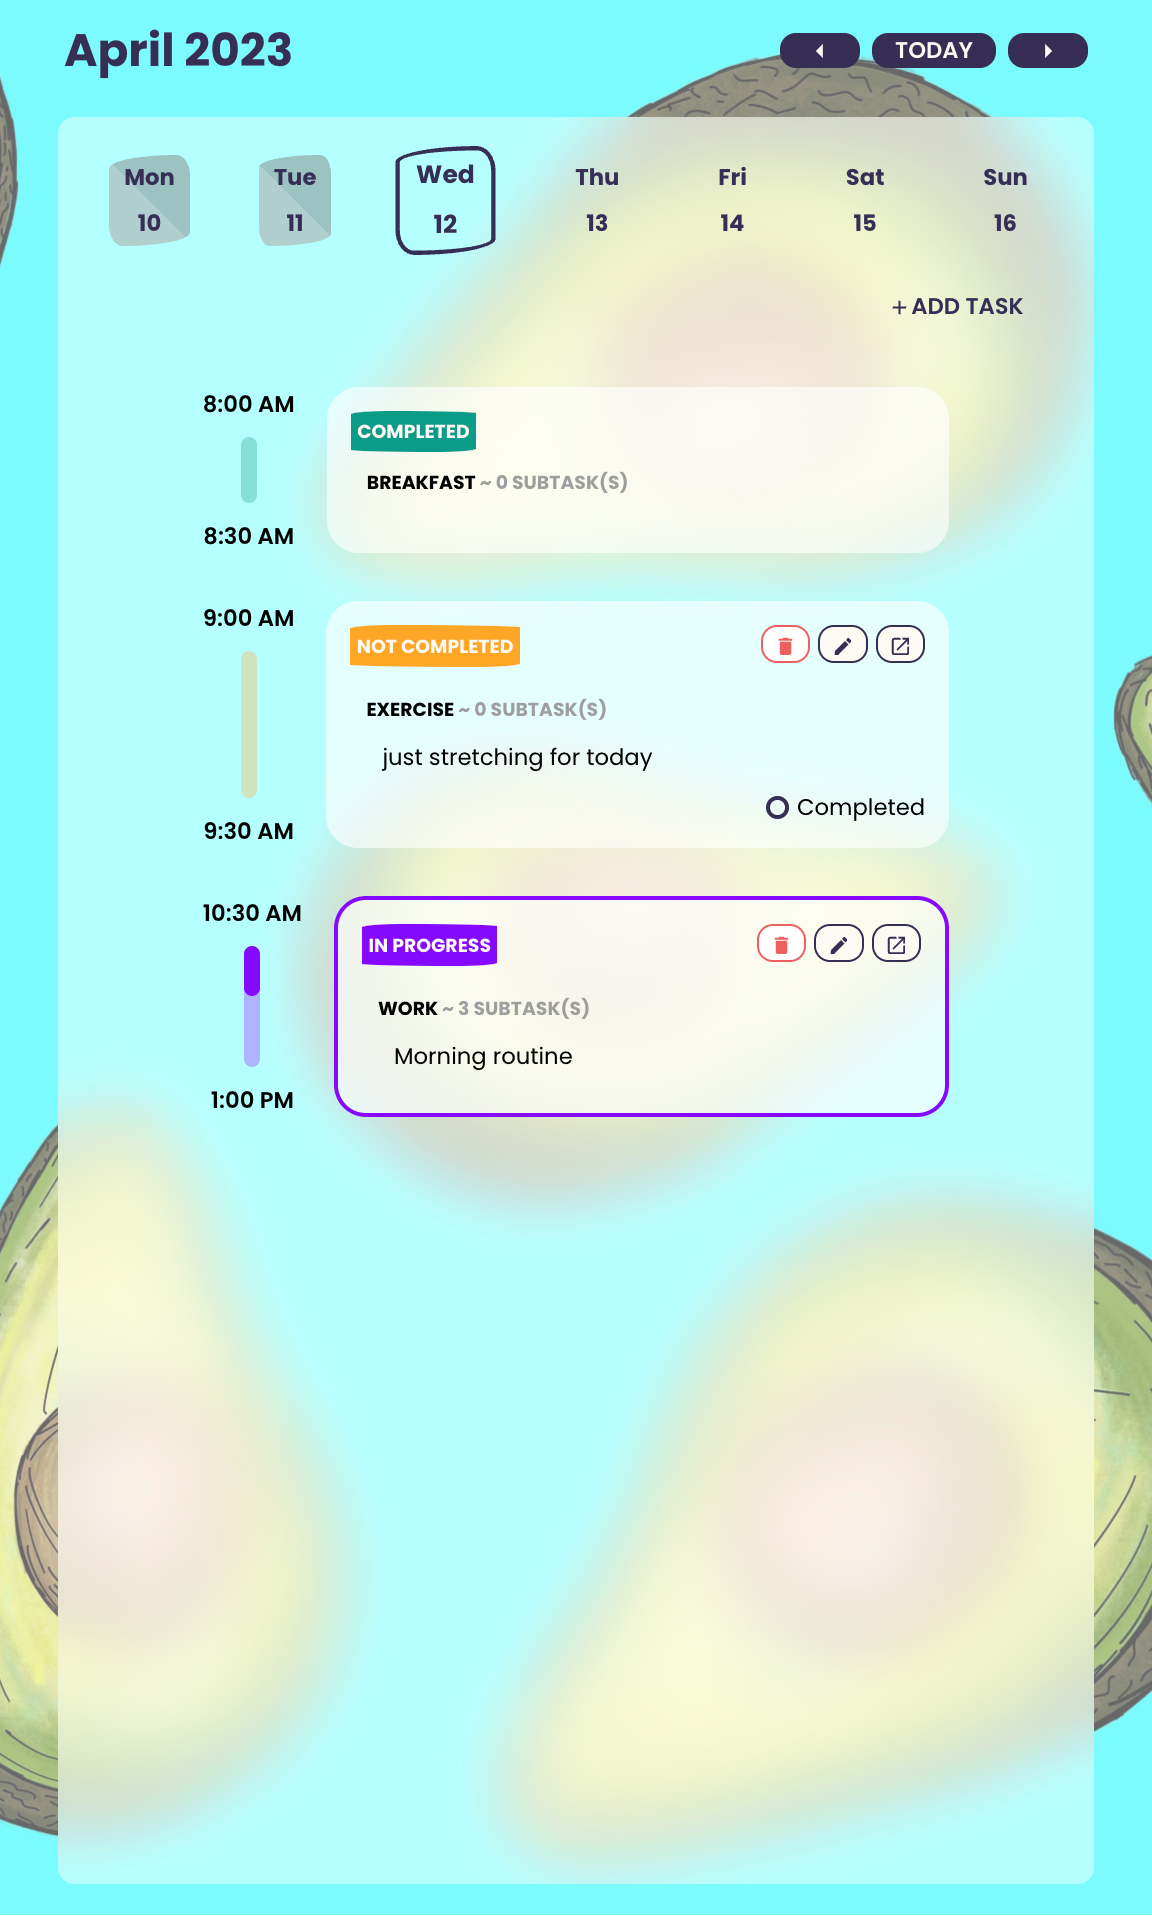 April 2023
TODAY
Mon Tue Wed Thu Fri Sat Sun
10 11 12 13 14 15 16
+ ADD TASK
8:00 AM
COMPLETED
BREAKFAST ~ 0 SUBTASK(S)
8:30 AM
9:00 AM
NOT COMPLETED
EXERCISE ~ 0 SUBTASK(S)
just stretching for today
Completed
9:30 AM
10:30 AM
IN PROGRESS
WORK ~ 3 SUBTASK(S)
Morning routine
1:00 PM